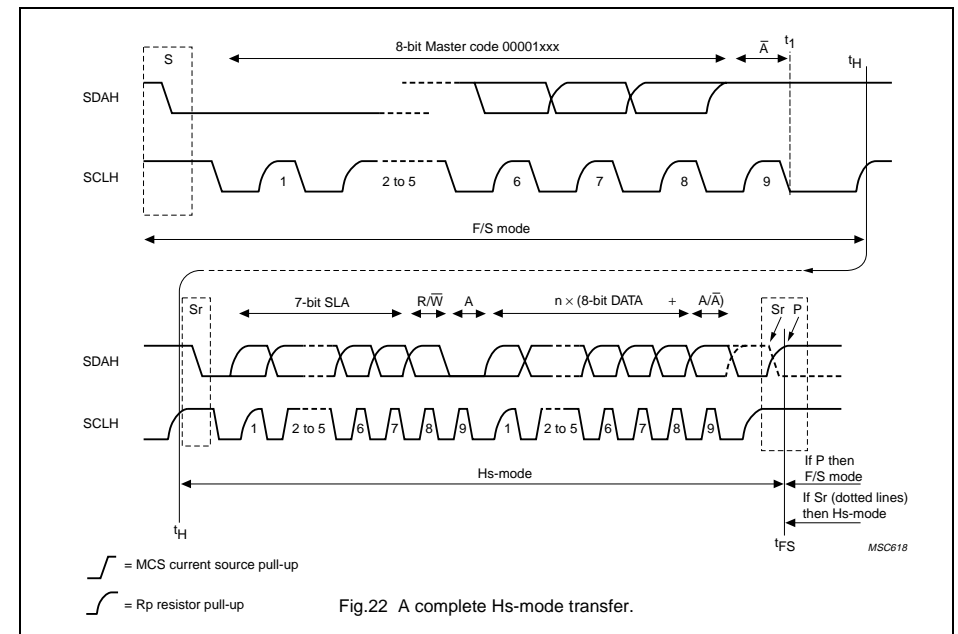 8-bit Master code 00001xxx
A̅
t1
S
tH
SDAH
SCLH
1
2 to 5
6
7
8
9
F/S mode
7-bit SLA
R/W̅
A
n × (8-bit DATA
+
A/A̅)
Sr
Sr P
SDAH
SCLH
1
2 to 5
6
7
8
9
1
2 to 5
6
7
8
9
Hs-mode
If P then
F/S mode
If Sr (dotted lines)
then Hs-mode
tH
tFS
MSC618
= MCS current source pull-up
= Rp resistor pull-up
Fig.22 A complete Hs-mode transfer.